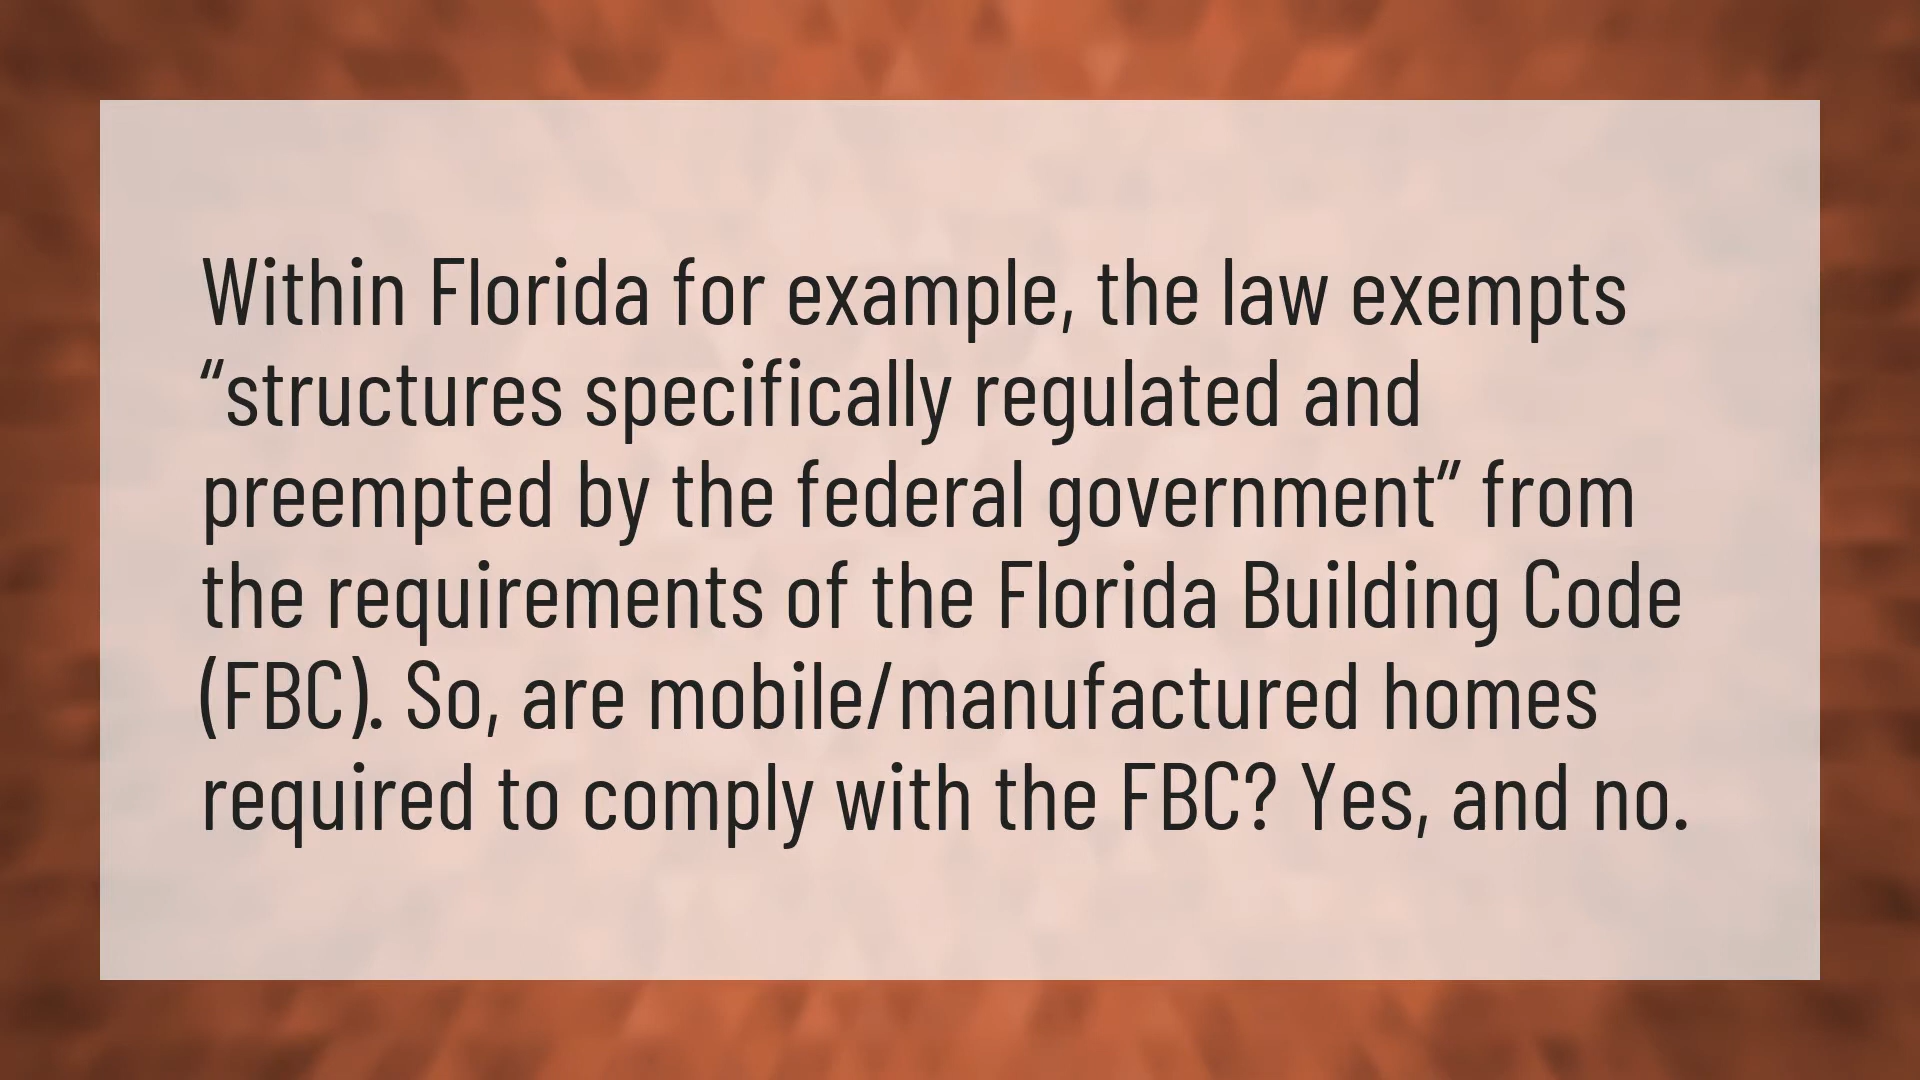 Within Florida for example, the law exempts
“structures specifically regulated and
preempted by the federal government” from
the requirements of the Florida Building Code
(FBC). So, are mobile/manufactured homes
required to comply with the FBC? Yes, and no.